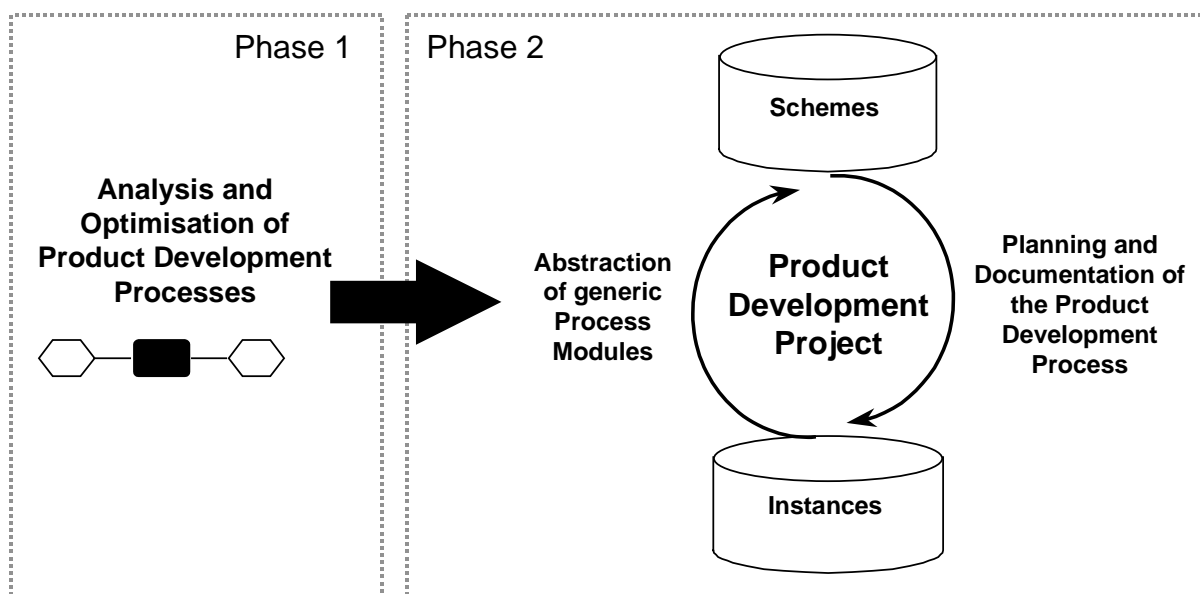 Phase 1
Analysis and
Optimisation of
Product Development
Processes
Phase 2
Schemes
Abstraction
of generic
Process
Modules
Product
Development
Project
Planning and
Documentation of
the Product
Development
Process
Instances